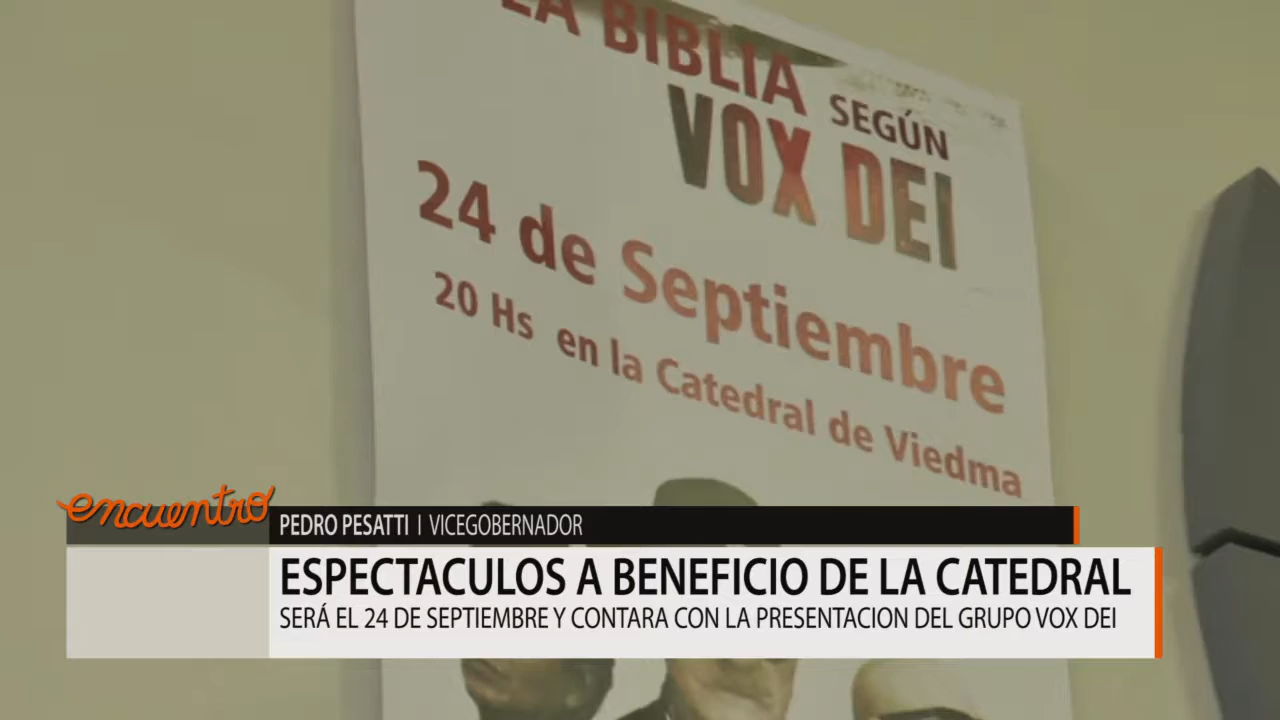 LA BIBLIA SEGÚN
VOX DEI
24 de Septiembre
20 Hs en la Catedral de Viedma
encuentro
PEDRO PESATTI | VICEGOBERNADOR
ESPECTACULOS A BENEFICIO DE LA CATEDRAL
SERÁ EL 24 DE SEPTIEMBRE Y CONTARA CON LA PRESENTACION DEL GRUPO VOX DEI